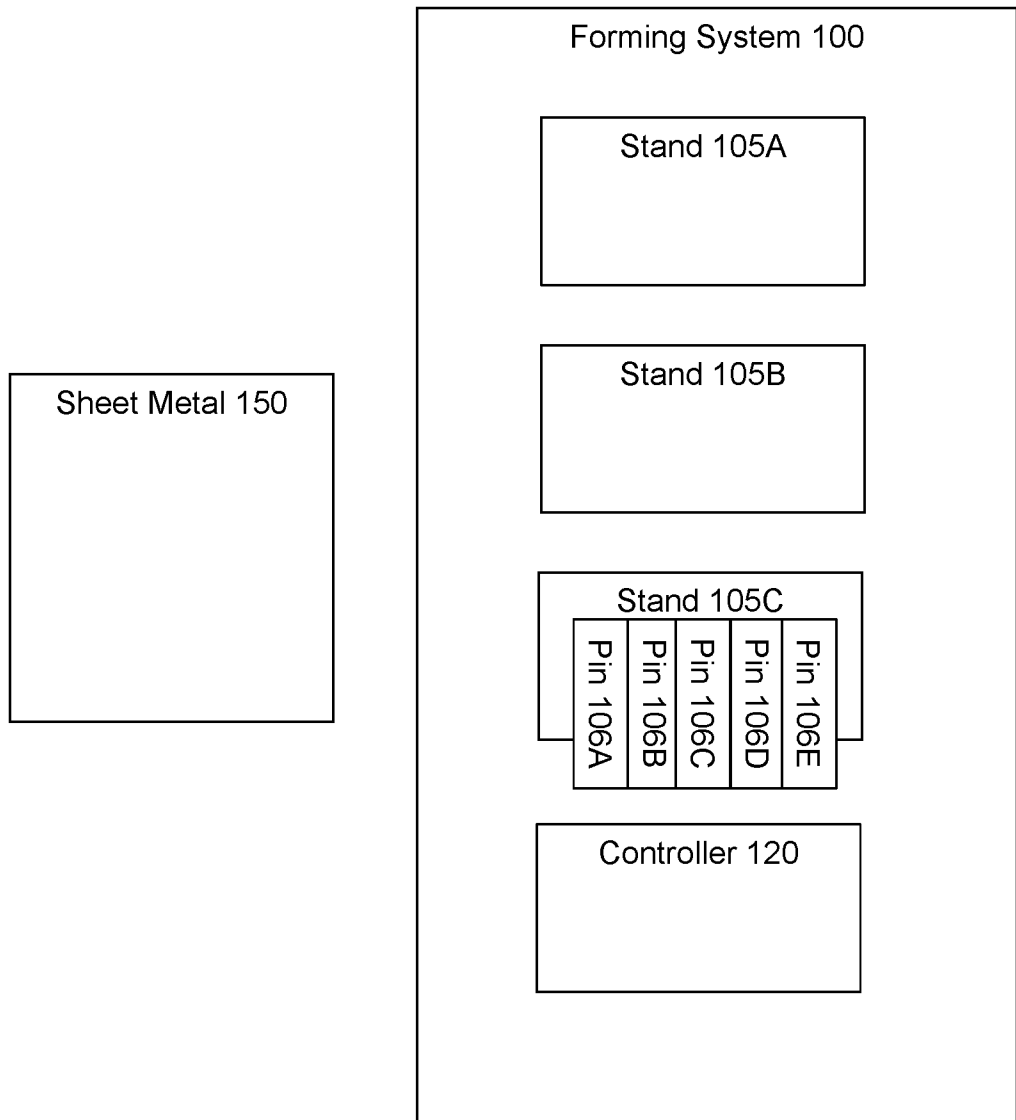 Forming System 100
Stand 105A
Stand 105B
Sheet Metal 150
Stand 105C
Pin 106A
Pin 106B
Pin 106C
Pin 106D
Pin 106E
Controller 120